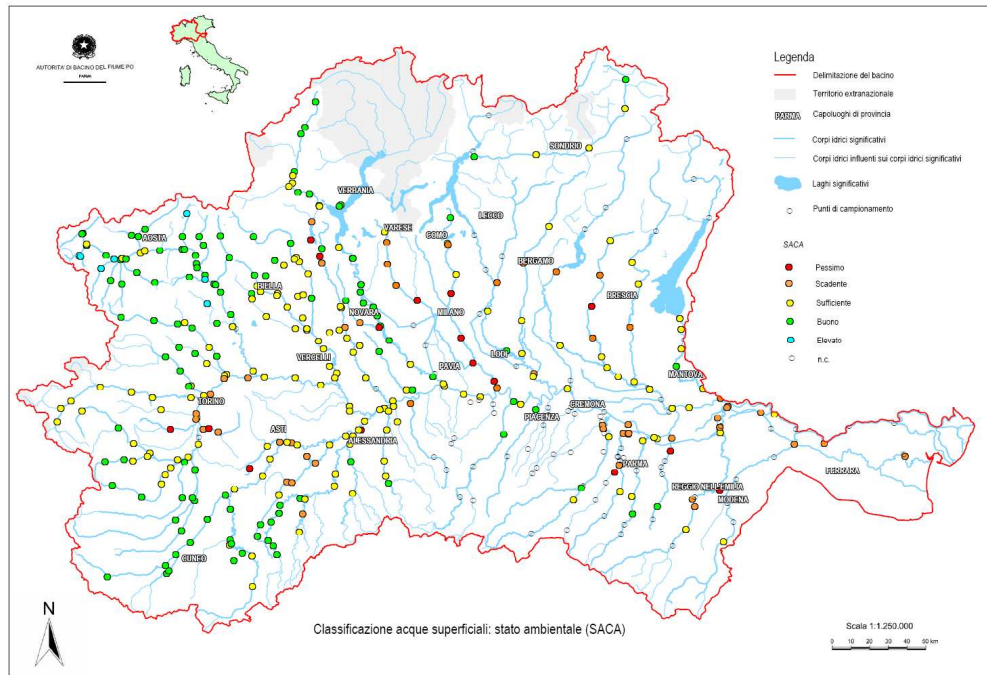 AUTORITA' DI BACINO DEL FIUME PO
PARMA
Legenda
Delimitazione del bacino
Territorio extranazionale
PARMA Capoluoghi di provincia
Corpi idrici significativi
Corpi idrici influenti sui corpi idrici significativi
Laghi significativi
Punti di campionamento
SACA
Pessimo
Scadente
Sufficiente
Buono
Elevato
n.c.
SONDRIO
VERBANIA
LECCO
VARESE
COMO
AOSTA
BERGAMO
BIELLA
BRESCIA
NOVARA
MILANO
VERCELLI
LODI
PAVIA
MANTOVA
TORINO
CREMONA
PIACENZA
ASTI
ALESSANDRIA
PARMA
FERRARA
REGGIO NELL'EMILIA
MODENA
CUNEO
N
Classificazione acque superficiali: stato ambientale (SACA)
Scala 1:1.250.000
0 10 20 30 40 50 km